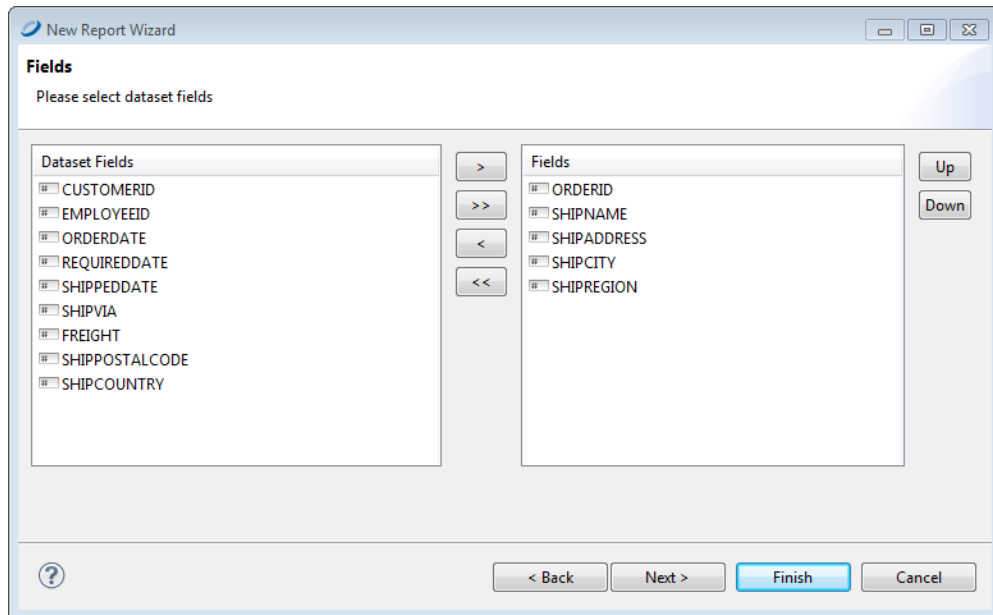 New Report Wizard
Fields
Please select dataset fields
Dataset Fields
CUSTOMERID
EMPLOYEEID
ORDERDATE
REQUIREDDATE
SHIPPEDDATE
SHIPVIA
FREIGHT
SHIPPOSTALCODE
SHIPCOUNTRY
>
>>
<
<<
Fields
ORDERID
SHIPNAME
SHIPADDRESS
SHIPCITY
SHIPREGION
Up
Down
?
< Back
Next >
Finish
Cancel